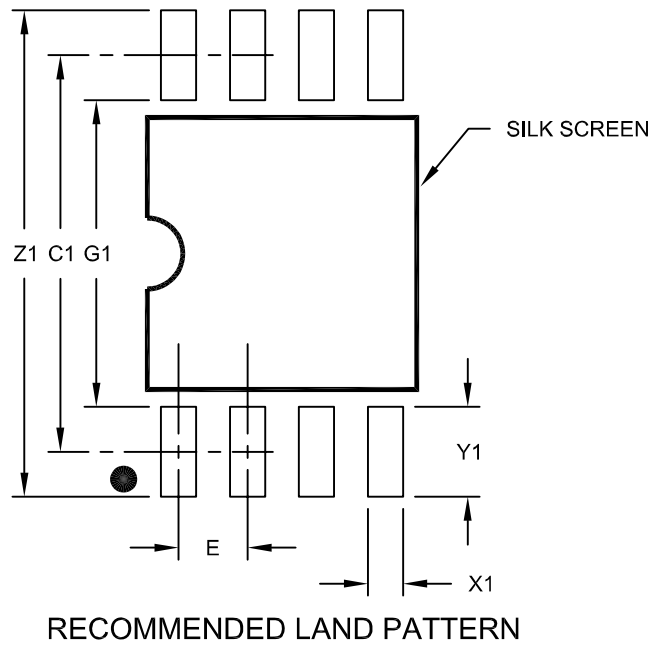 SILK SCREEN
Z1 C1 G1
Y1
E
X1
RECOMMENDED LAND PATTERN